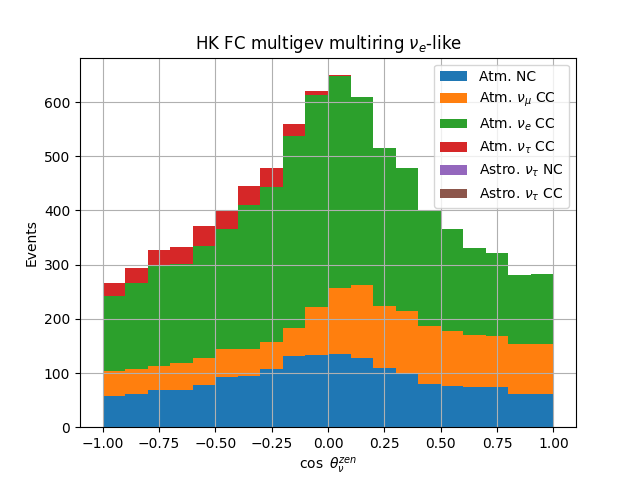 HK FC multigev multiring νe-like
Atm. NC
Atm. νμ CC
Atm. νe CC
Atm. ντ CC
Astro. ντ NC
Astro. ντ CC
Events
600
500
400
300
200
100
0
−1.00 −0.75 −0.50 −0.25 0.00 0.25 0.50 0.75 1.00
cos θνzen